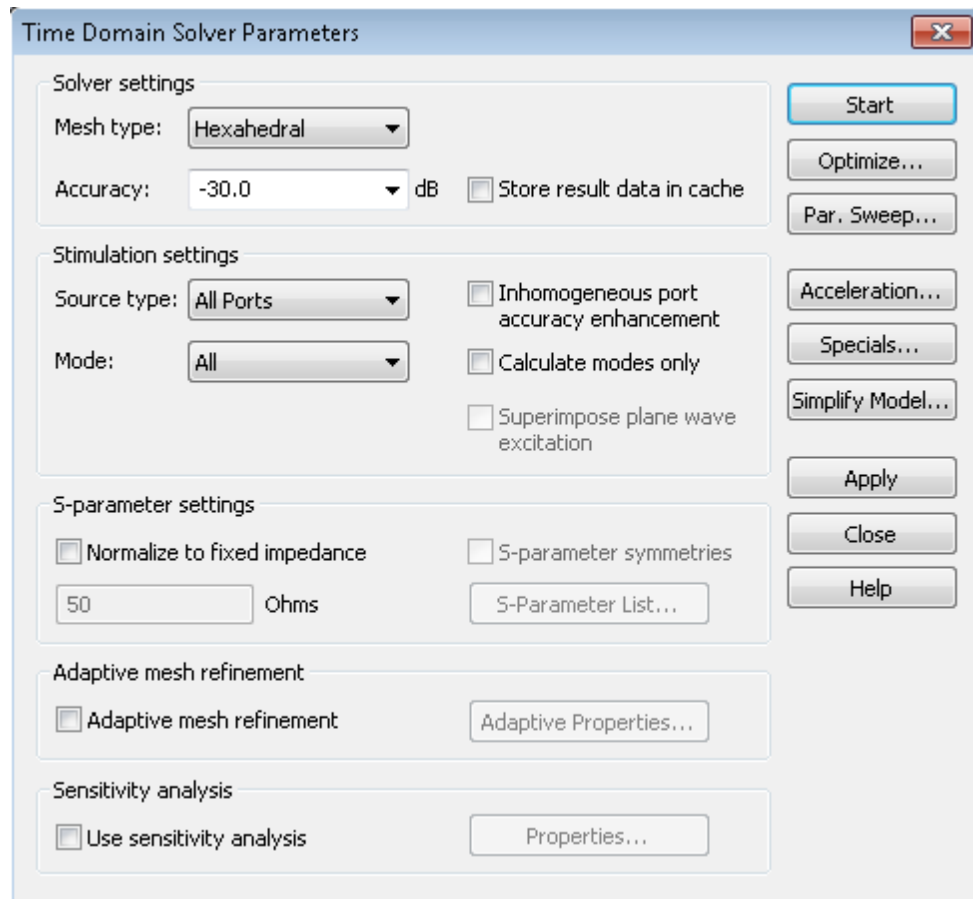 Time Domain Solver Parameters
Solver settings
Mesh type: Hexahedral
Accuracy: -30.0 dB Store result data in cache
Stimulation settings
Source type: All Ports Inhomogeneous port
accuracy enhancement
Mode: All Calculate modes only
Superimpose plane wave
excitation
S-parameter settings
Normalize to fixed impedance S-parameter symmetries
50 Ohms S-Parameter List...
Adaptive mesh refinement
Adaptive mesh refinement Adaptive Properties...
Sensitivity analysis
Use sensitivity analysis Properties...
Start
Optimize...
Par. Sweep...
Acceleration...
Specials...
Simplify Model...
Apply
Close
Help